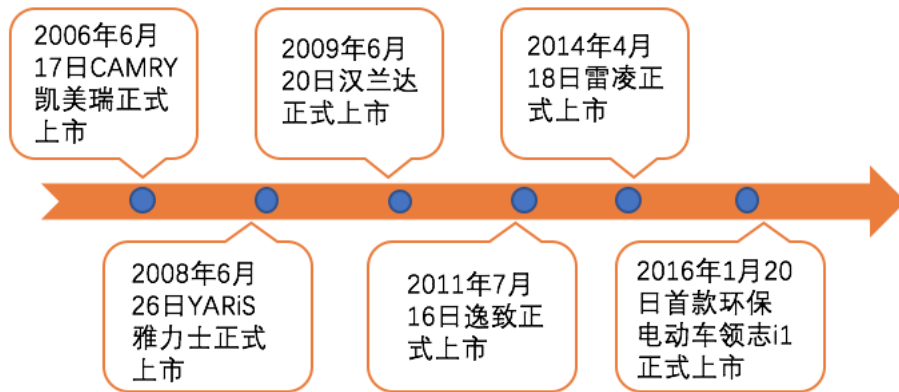 2006年6月
17日CAMRY
凯美瑞正式
上市
2009年6月
20日汉兰达
正式上市
2014年4月
18日雷凌正
式上市
2008年6月
26日YARiS
雅力士正式
上市
2011年7月
16日逸致正
式上市
2016年1月20
日首款环保
电动车领志i1
正式上市